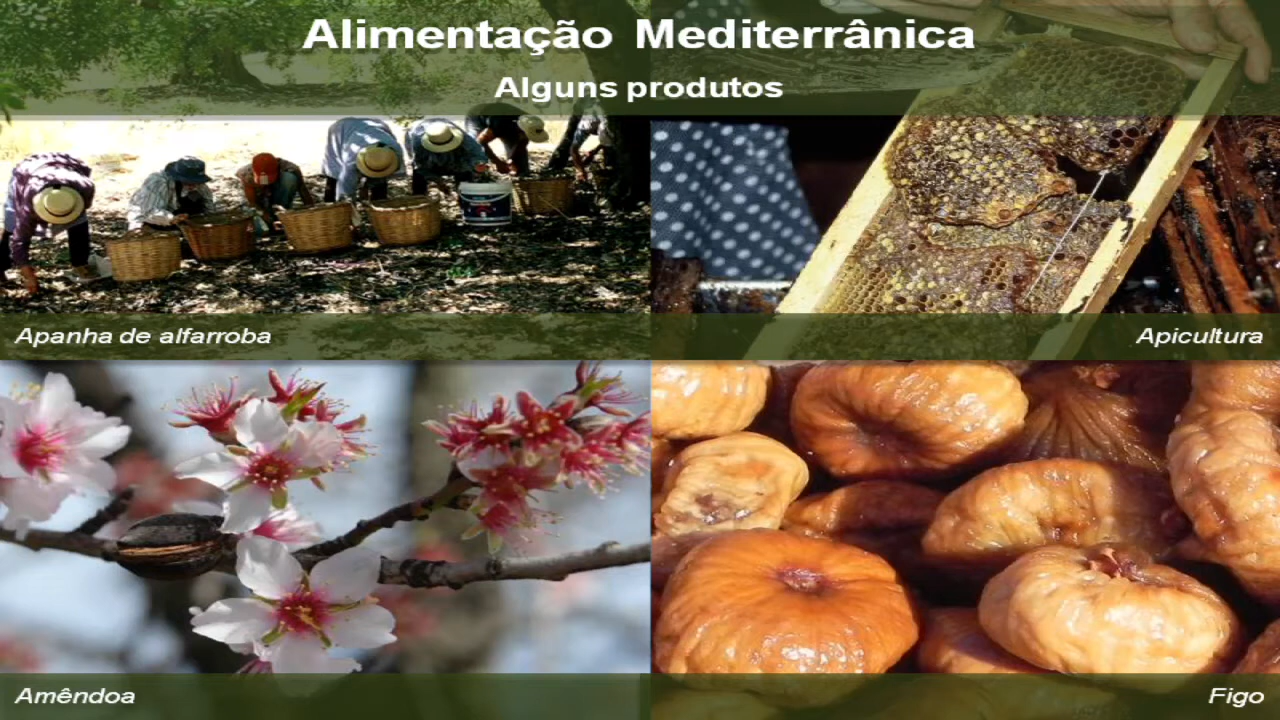 Alimentação Mediterrânica
Alguns produtos
Apanha de alfarroba
Apicultura
Amêndoa
Figo